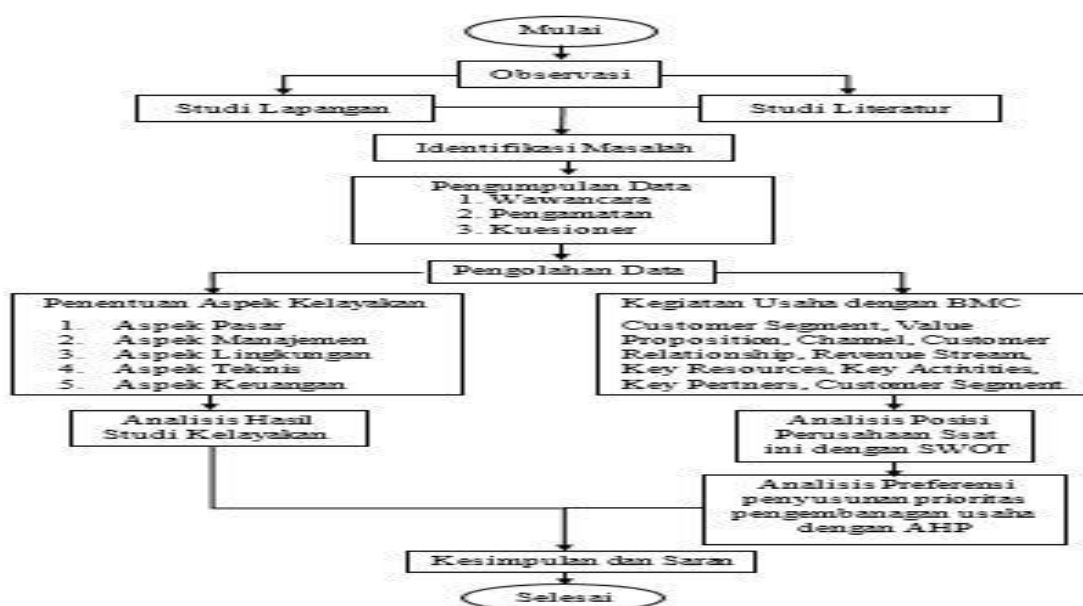 Mulai
Observasi
Studi Lapangan
Studi Literatur
Identifikasi Masalah
Pengumpulan Data
1. Wawancara
2. Pengamatan
3. Kuesioner
Pengolahan Data
Penentuan Aspek Kelayakan
1. Aspek Pasar
2. Aspek Manajemen
3. Aspek Lingkungan
4. Aspek Teknis
5. Aspek Keuangan
Kegiatan Usaha dengan BMC
Customer Segment, Value
Proposition, Channel, Customer
Relationship, Revenue Stream,
Key Resources, Key Activities,
Key Pertners, Customer Segment
Analisis Hasil
Studi Kelayakan
Analisis Posisi
Perusahaan Ssat
ini dengan SWOT
Analisis Preferensi
penyusunan prioritas
pengembanagan usaha
dengan AHP
Kesimpulan dan Saran
Selesai